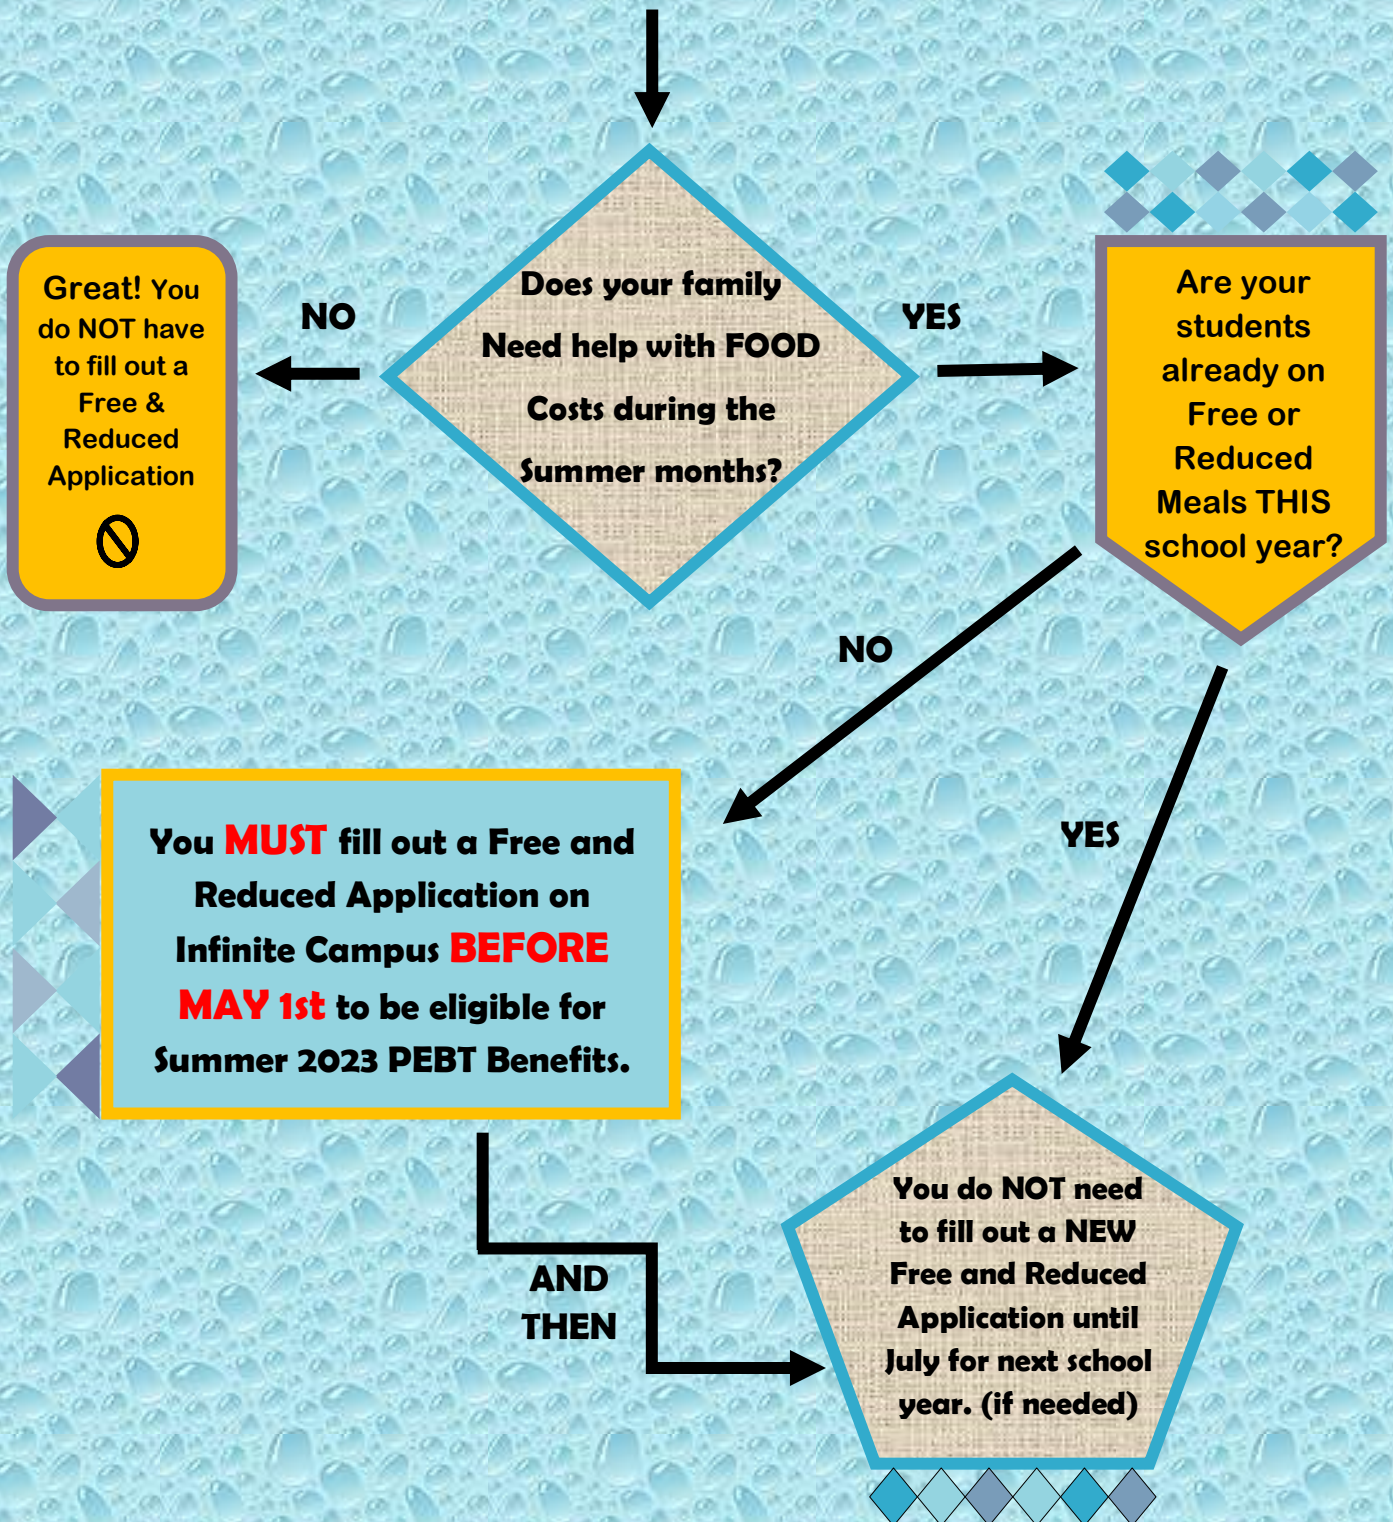 Does your family
Need help with FOOD
Costs during the
Summer months?
NO
Great! You
do NOT have
to fill out a
Free &
Reduced
Application
YES
Are your
students
already on
Free or
Reduced
Meals THIS
school year?
NO
You MUST fill out a Free and
Reduced Application on
Infinite Campus BEFORE
MAY 1st to be eligible for
Summer 2023 PEBT Benefits.
YES
AND
THEN
You do NOT need
to fill out a NEW
Free and Reduced
Application until
July for next school
year. (if needed)